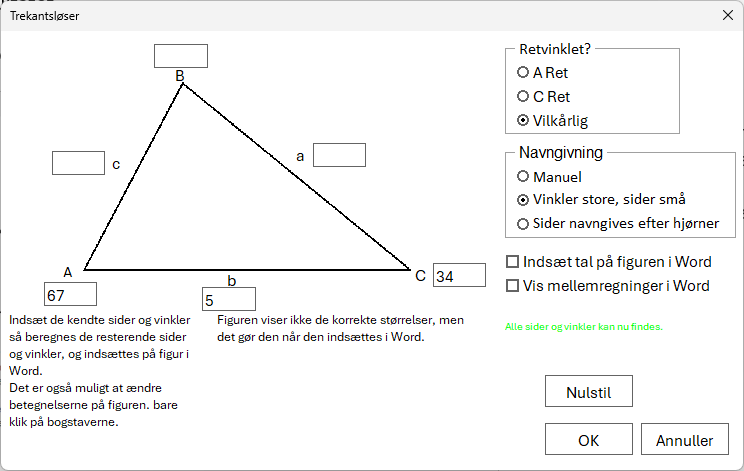 Trekantsløser
B
c
a
A
b
C
34
67
5
Indsæt de kendte sider og vinkler
så beregnes de resterende sider
og vinkler, og indsættes på figur i
Word.
Det er også muligt at ændre
betegnelserne på figuren. bare
klik på bogstaverne.
Figuren viser ikke de korrekte størrelser, men
det gør den når den indsættes i Word.
Retvinklet?
A Ret
C Ret
Vilkårlig
Navngivning
Manuel
Vinkler store, sider små
Sider navngives efter hjørner
Indsæt tal på figuren i Word
Vis mellemregninger i Word
Alle sider og vinkler kan nu findes.
Nulstil
OK
Annuller